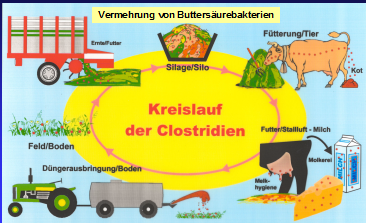 Vermehrung von Buttersäurebakterien
Ernte/Futter
Silage/Silo
Fütterung/Tier
Kot
Kreislauf
der Clostridien
Feld/Boden
Futter/Stallluft - Milch
Molkerei
MILCH
Melk-
hygiene
Düngerausbringung/Boden